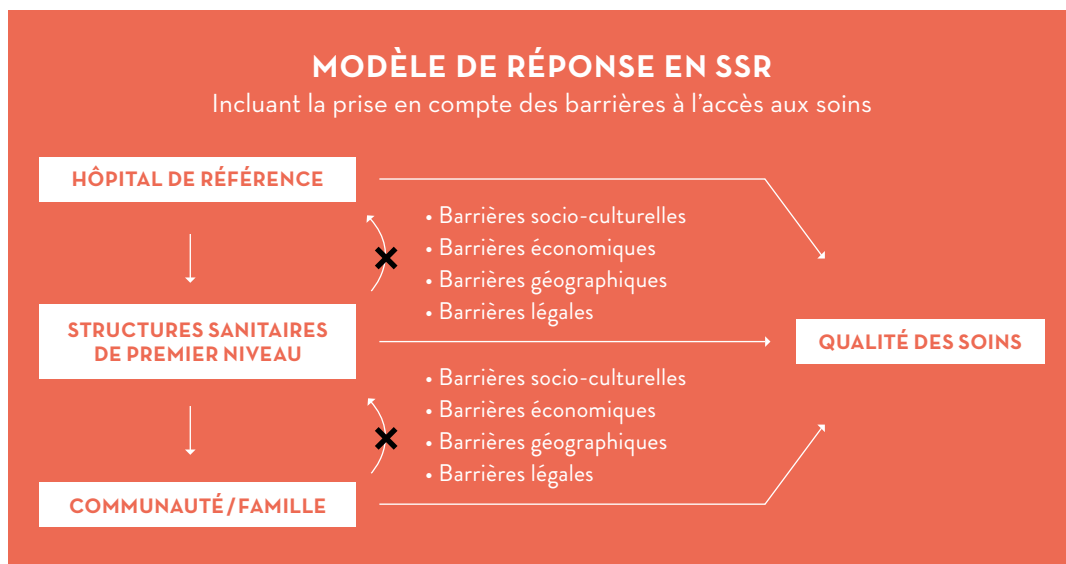 MODÈLE DE RÉPONSE EN SSR
Incluant la prise en compte des barrières à l’accès aux soins
HÔPITAL DE RÉFÉRENCE
• Barrières socio-culturelles
• Barrières économiques
• Barrières géographiques
• Barrières légales
STRUCTURES SANITAIRES
DE PREMIER NIVEAU
QUALITÉ DES SOINS
• Barrières socio-culturelles
• Barrières économiques
• Barrières géographiques
• Barrières légales
COMMUNAUTÉ / FAMILLE